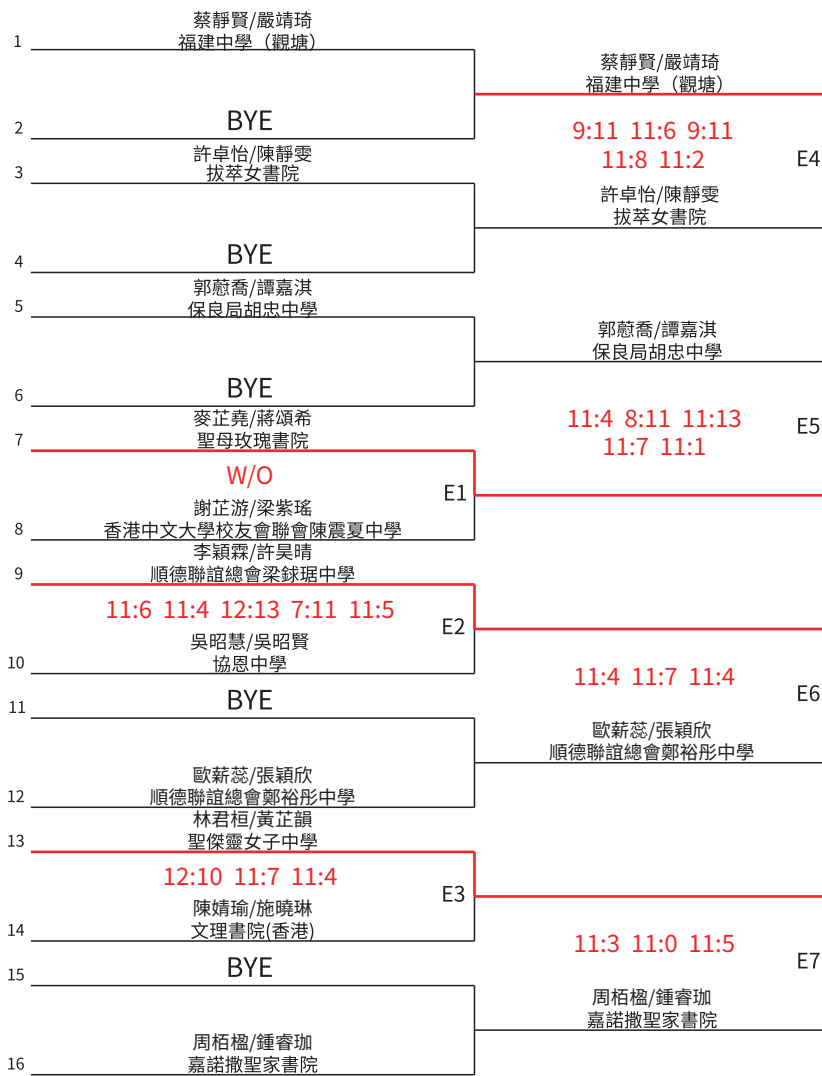 蔡靜賢/嚴靖琦
1
福建中學（觀塘）
BYE
2
許卓怡/陳靜雯
3
拔萃女書院
BYE
4
郭蔚喬/譚嘉淇
5
保良局胡忠中學
BYE
6
麥芷堯/蔣頌希
7
聖母玫瑰書院
W/O
E1
謝芷游/梁紫瑤
8
香港中文大學校友會聯會陳震夏中學
李穎霖/許昊晴
9
順德聯誼總會梁銶琚中學
11:6 11:4 12:13 7:11 11:5
E2
吳昭慧/吳昭賢
10
協恩中學
11
BYE
歐薪蕊/張穎欣
12
順德聯誼總會鄭裕彤中學
林君桓/黃芷韻
13
聖傑靈女子中學
12:10 11:7 11:4
E3
陳婧瑜/施曉琳
14
文理書院(香港)
15
BYE
周栢楹/鍾睿珈
16
嘉諾撒聖家書院
蔡靜賢/嚴靖琦
福建中學（觀塘）
9:11 11:6 9:11
11:8 11:2
E4
許卓怡/陳靜雯
拔萃女書院
郭蔚喬/譚嘉淇
保良局胡忠中學
11:4 8:11 11:13
11:7 11:1
E5
11:4 11:7 11:4
E6
歐薪蕊/張穎欣
順德聯誼總會鄭裕彤中學
11:3 11:0 11:5
E7
周栢楹/鍾睿珈
嘉諾撒聖家書院